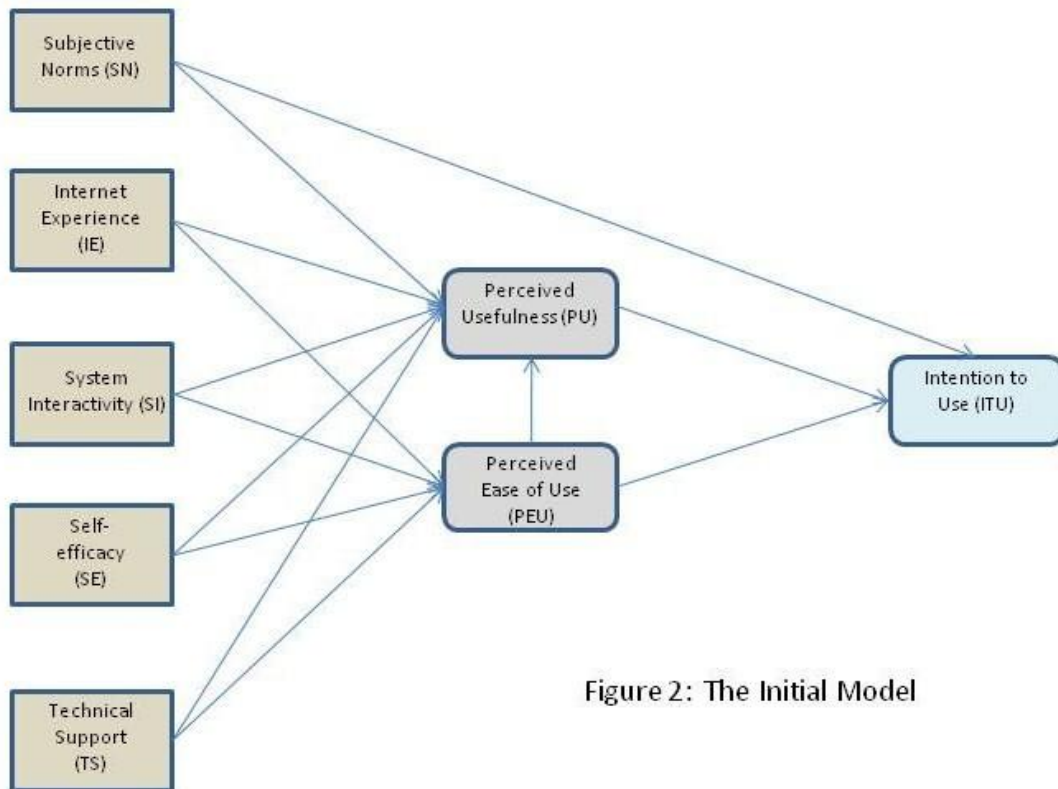 Subjective
Norms (SN)
Internet
Experience
(IE)
System
Interactivity (SI)
Self-
efficacy
(SE)
Technical
Support
(TS)
Perceived
Usefulness (PU)
Perceived
Ease of Use
(PEU)
Intention to
Use (ITU)
Figure 2: The Initial Model